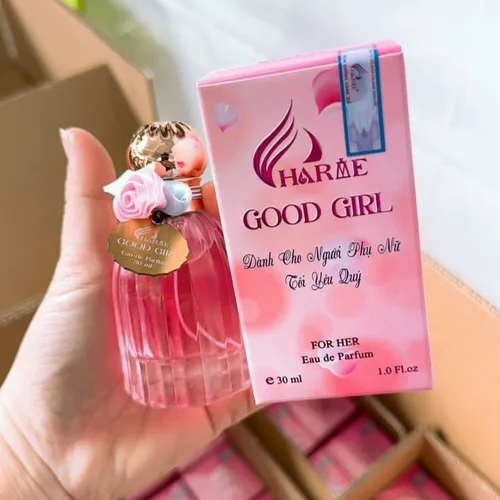 CHARME
GOOD GIRL
Dành Cho Người Phụ Nữ
Tôi Yêu Quý
FOR HER
Eau de Parfum
e 30 ml
1.0 Fl.oz
CHARME
GOOD GIRL
Eau de Parfum